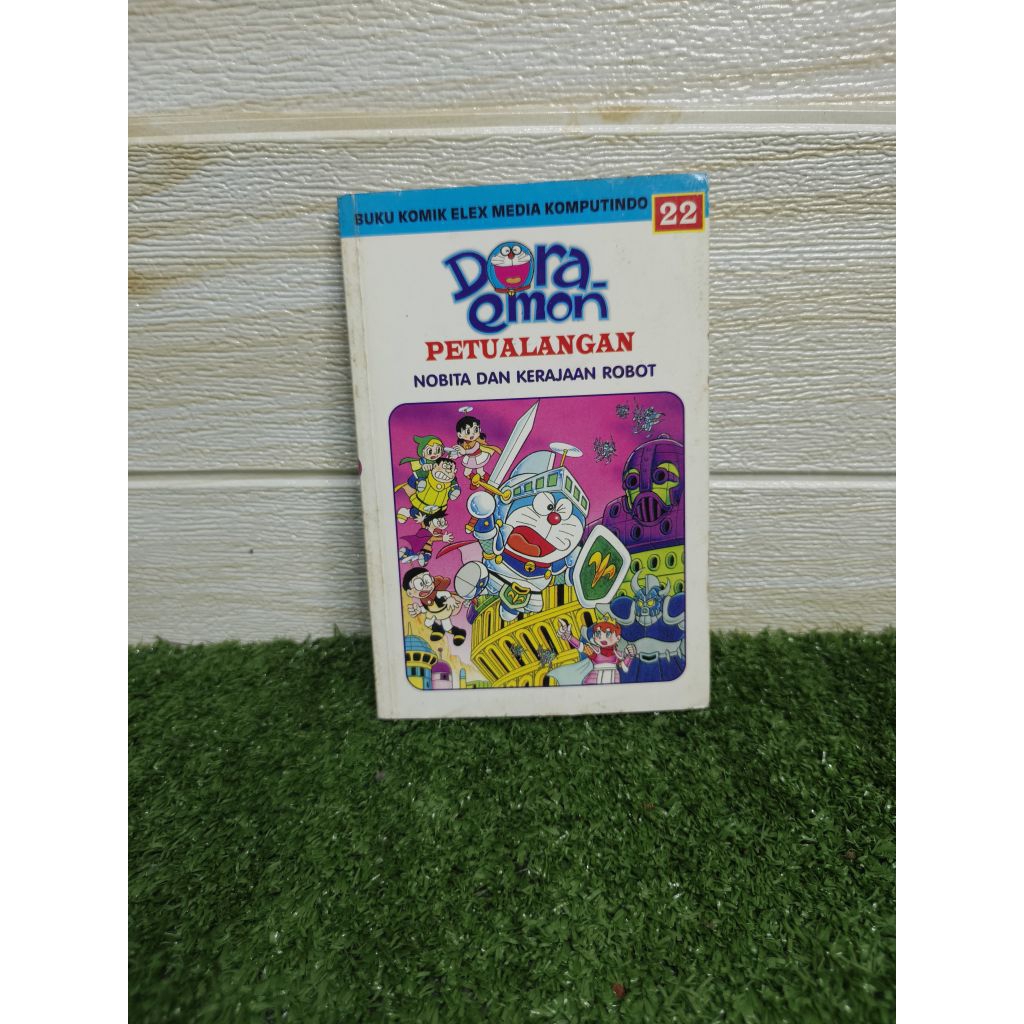 BUKU KOMIK ELEX MEDIA KOMPUTINDO 22
Dora
emon
PETUALANGAN
NOBITA DAN KERAJAAN ROBOT